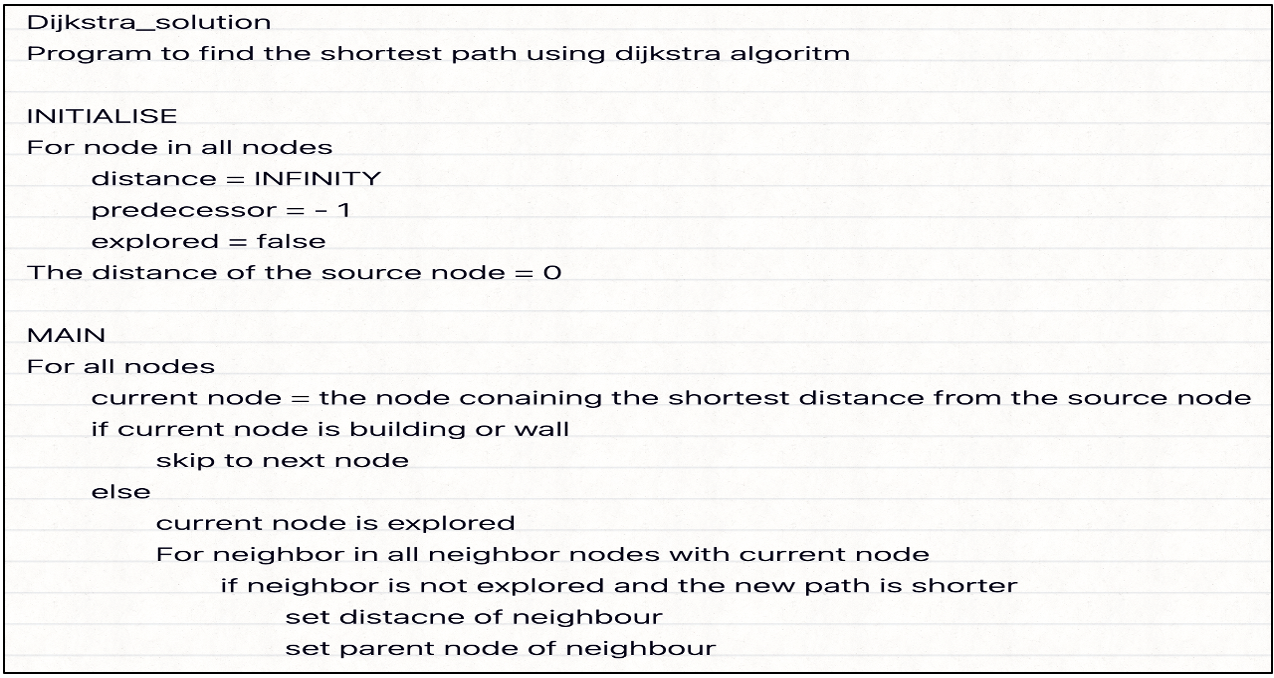 Dijkstra_solution
Program to find the shortest path using dijkstra algoritm
INITIALISE
For node in all nodes
distance = INFINITY
predecessor = - 1
explored = false
The distance of the source node = 0
MAIN
For all nodes
current node = the node conaining the shortest distance from the source node
if current node is building or wall
skip to next node
else
current node is explored
For neighbor in all neighbor nodes with current node
if neighbor is not explored and the new path is shorter
set distacne of neighbour
set parent node of neighbour